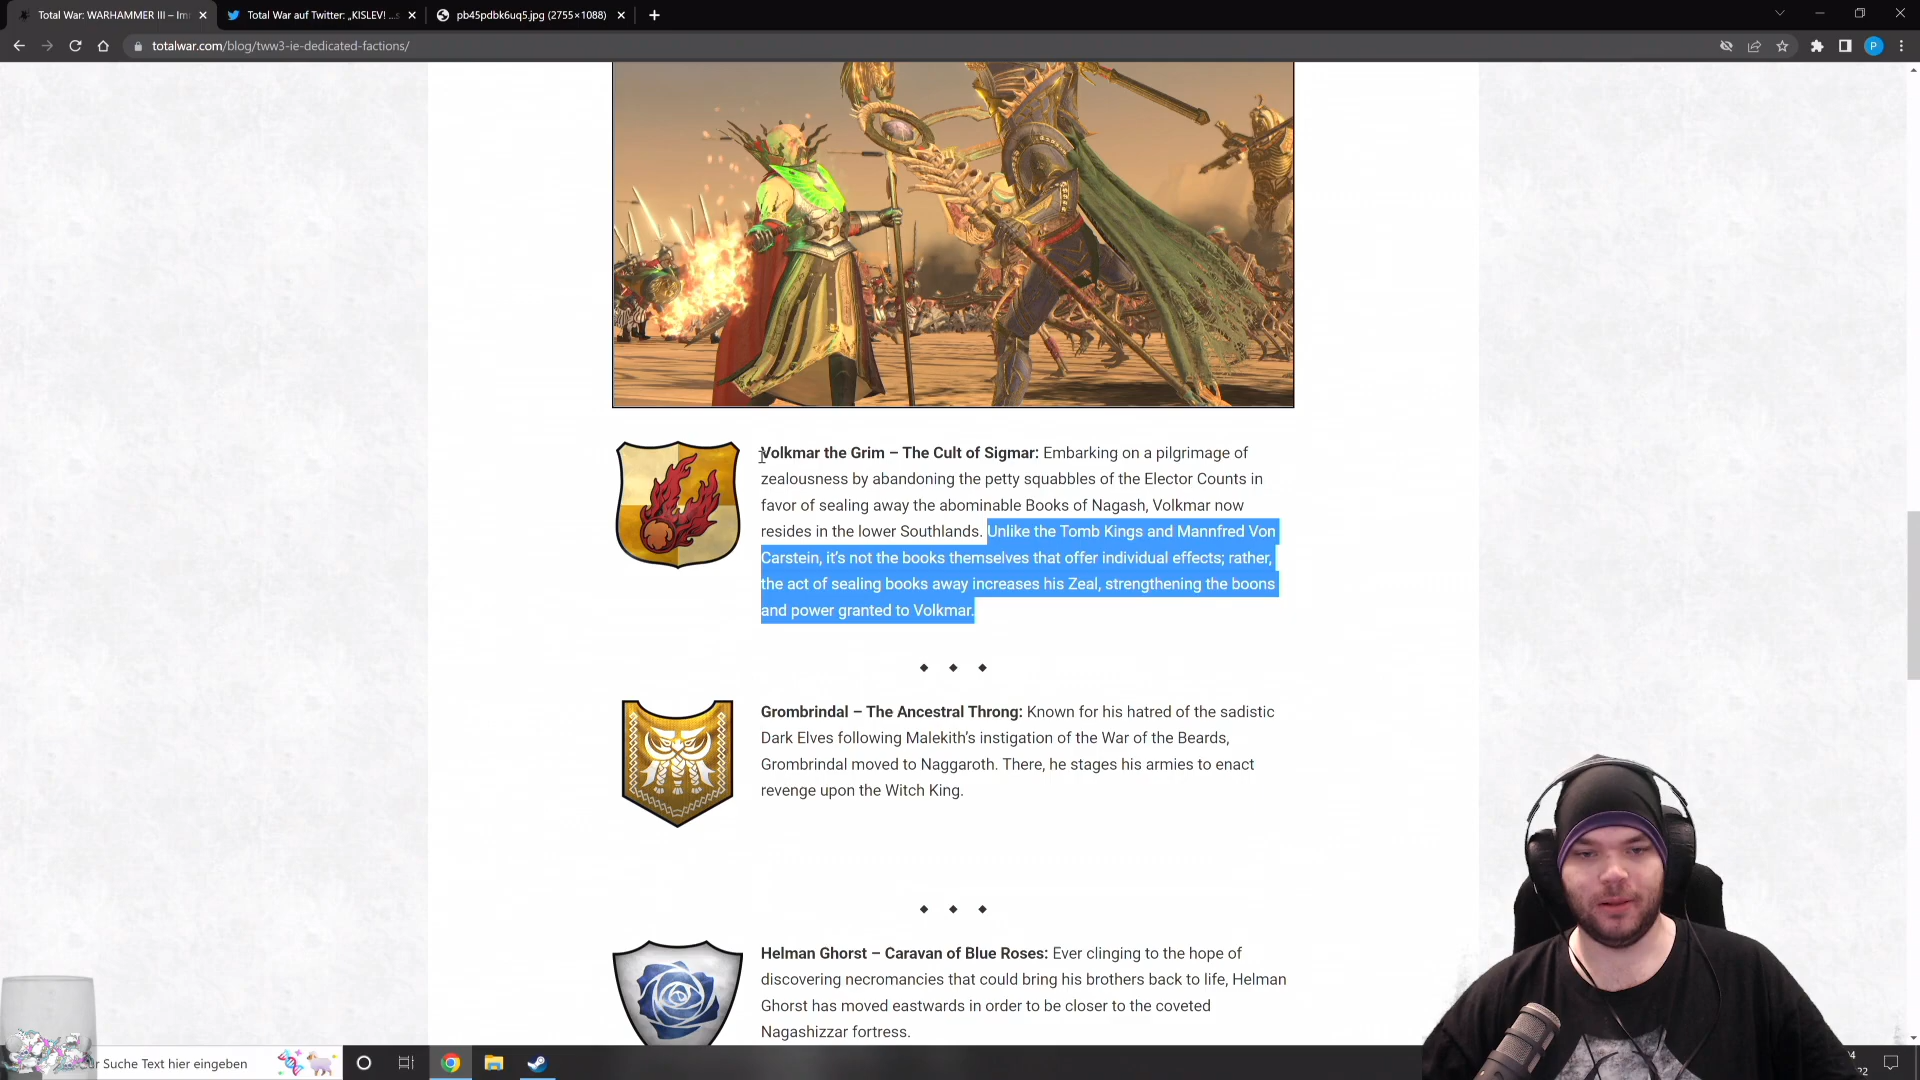 Total War: WARHAMMER III – Im
Total War auf Twitter: „KISLEV! ...
pb45pdbk6uq5.jpg (2755×1088)
totalwar.com/blog/tww3-ie-dedicated-factions/
P
Volkmar the Grim – The Cult of Sigmar: Embarking on a pilgrimage of
zealousness by abandoning the petty squabbles of the Elector Counts in
favor of sealing away the abominable Books of Nagash, Volkmar now
resides in the lower Southlands. Unlike the Tomb Kings and Mannfred Von
Carstein, it’s not the books themselves that offer individual effects; rather,
the act of sealing books away increases his Zeal, strengthening the boons
and power granted to Volkmar.
Grombrindal – The Ancestral Throng: Known for his hatred of the sadistic
Dark Elves following Malekith’s instigation of the War of the Beards,
Grombrindal moved to Naggaroth. There, he stages his armies to enact
revenge upon the Witch King.
Helman Ghorst – Caravan of Blue Roses: Ever clinging to the hope of
discovering necromancies that could bring his brothers back to life, Helman
Ghorst has moved eastwards in order to be closer to the coveted
Nagashizzar fortress.
Suche Text hier eingeben